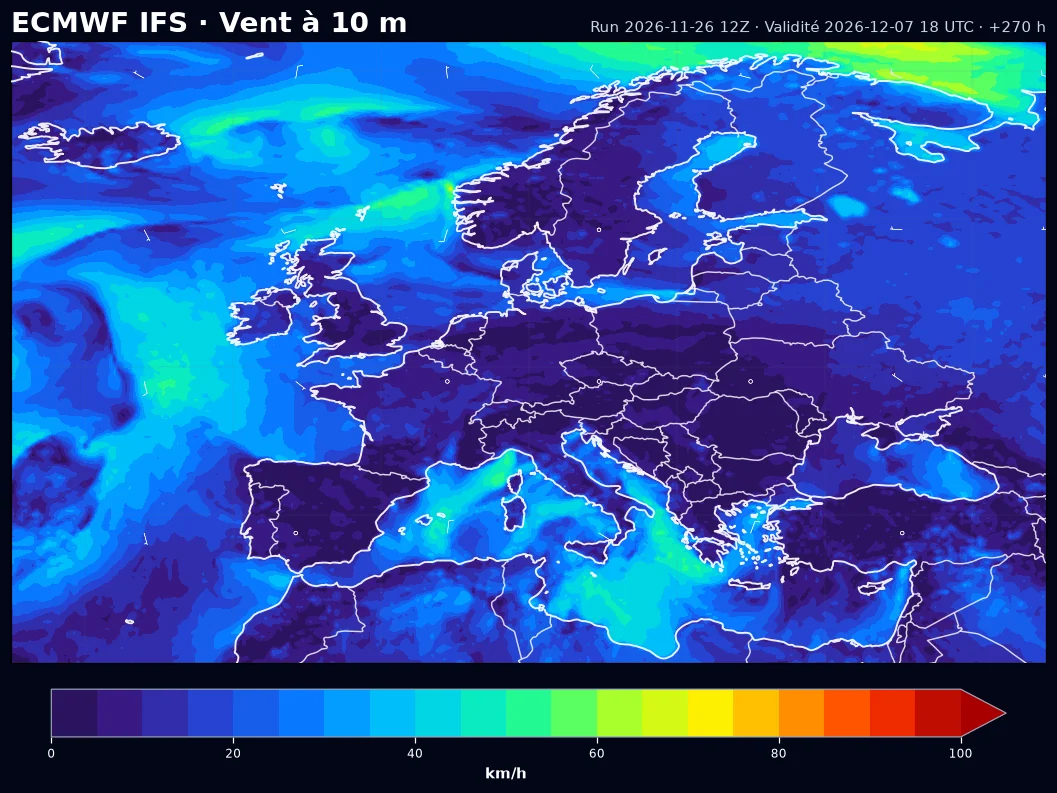 ECMWF IFS · Vent à 10 m
Run 2026-11-26 12Z · Validité 2026-12-07 18 UTC · +270 h
0 20 40 60 80 100
km/h